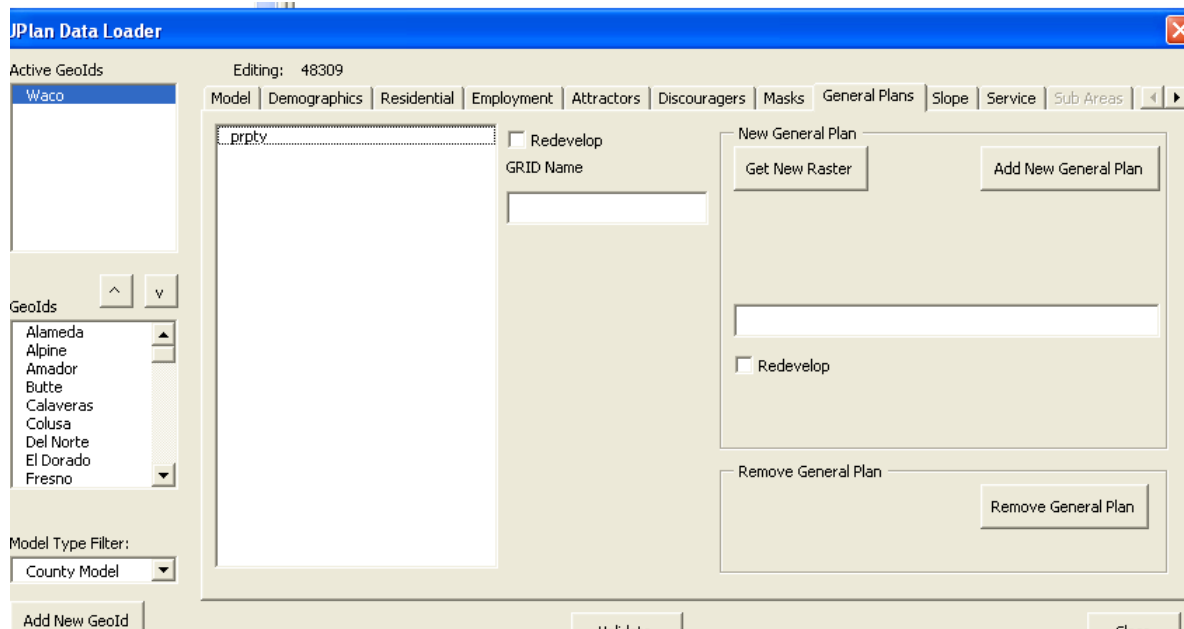 UPlan Data Loader
Active GeoIds
Editing: 48309
Waco
Model Demographics Residential Employment Attractors Discouragers Masks General Plans Slope Service Sub Areas
prpty
Redevelop
GRID Name
New General Plan
Get New Raster
Add New General Plan
^ v
GeoIds
Alameda
Alpine
Amador
Butte
Calaveras
Colusa
Del Norte
El Dorado
Fresno
Redevelop
Remove General Plan
Remove General Plan
Model Type Filter:
County Model
Add New GeoId